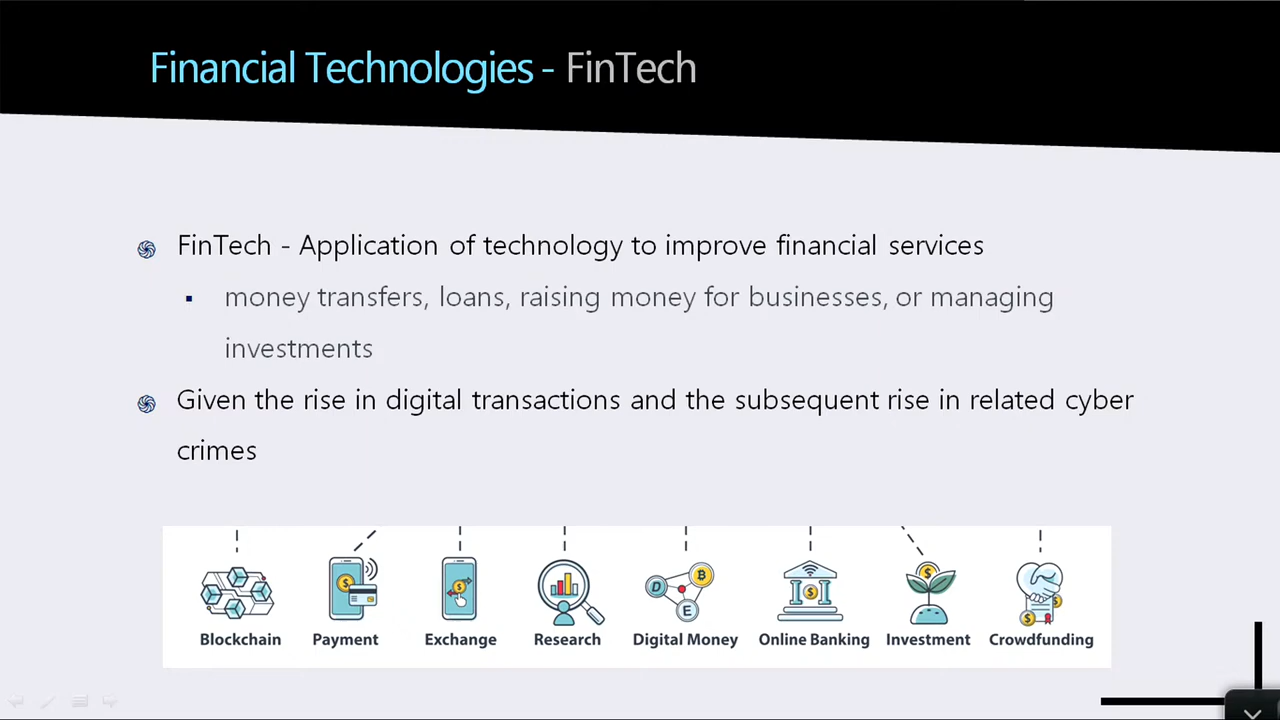 Financial Technologies - FinTech
FinTech - Application of technology to improve financial services
money transfers, loans, raising money for businesses, or managing
investments
Given the rise in digital transactions and the subsequent rise in related cyber
crimes
D B E
Blockchain Payment Exchange Research Digital Money Online Banking Investment Crowdfunding